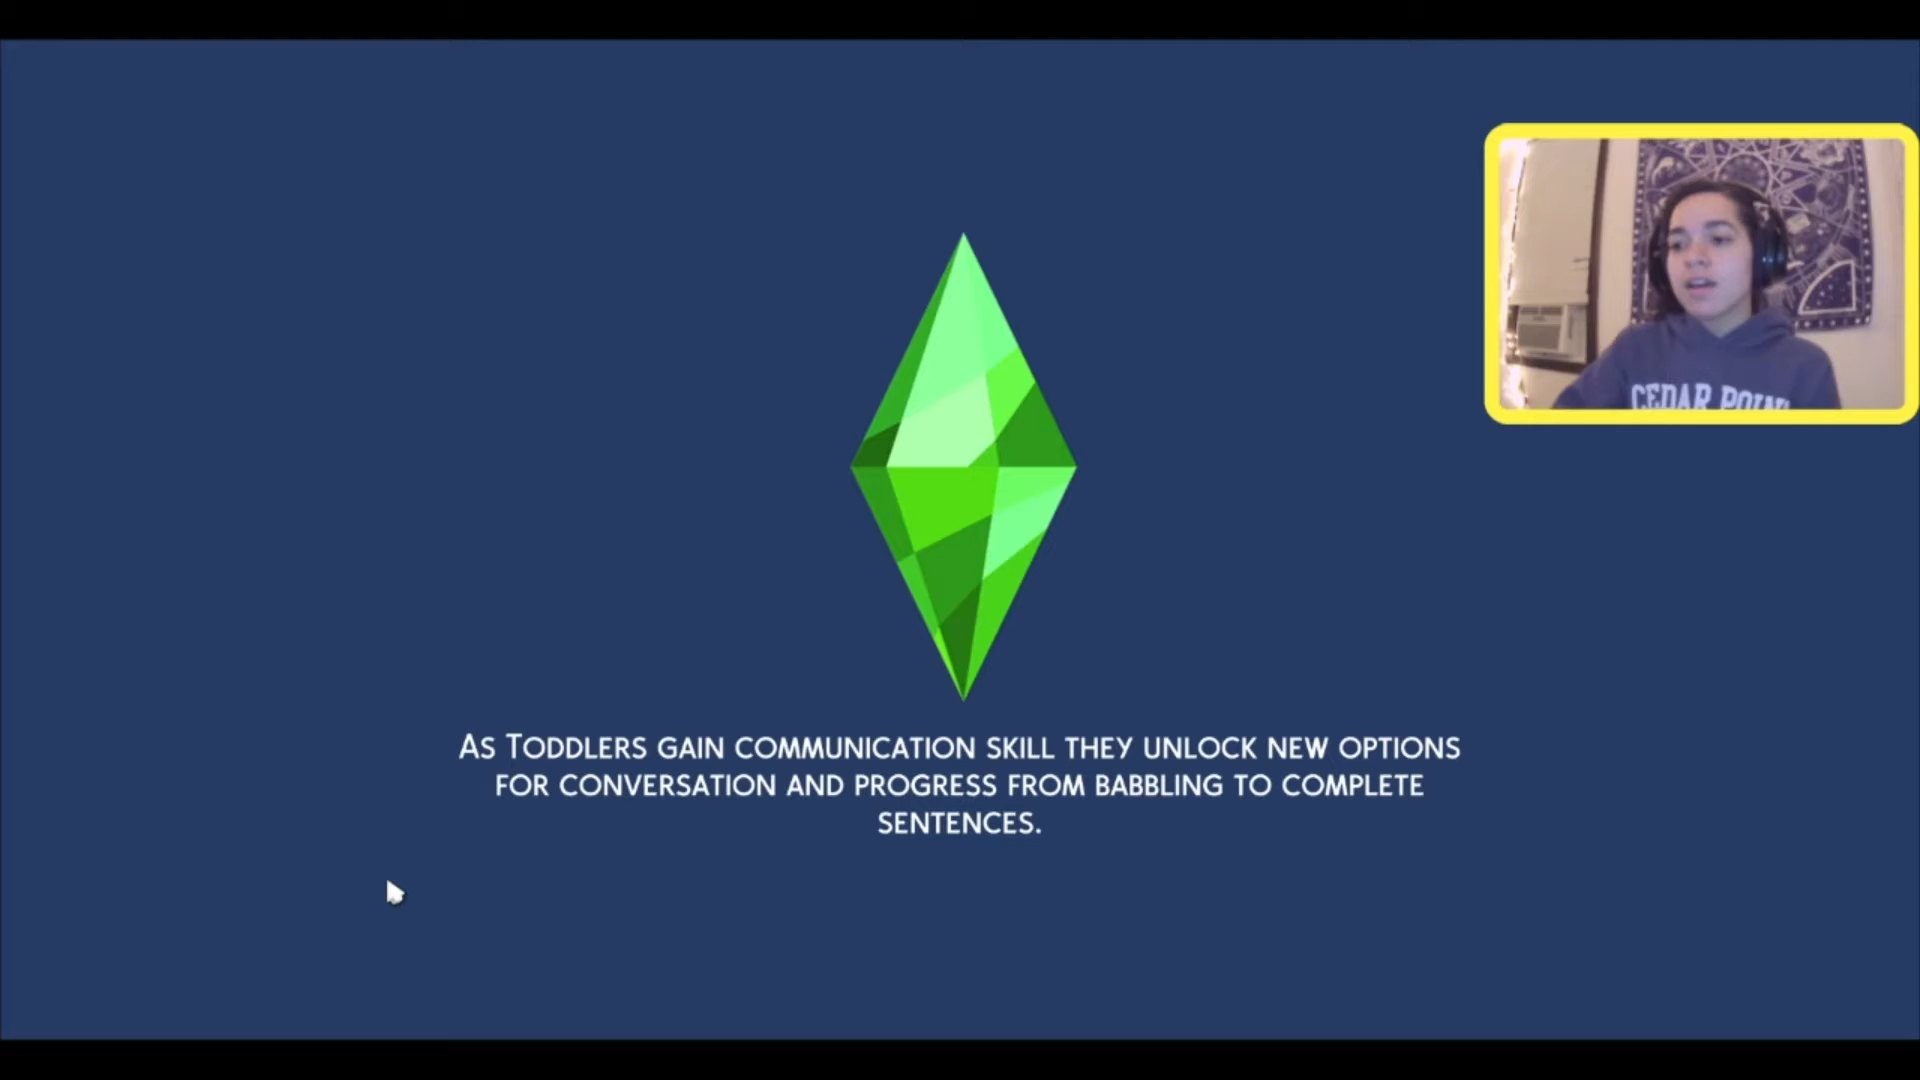 CEDAR POINT
AS TODDLERS GAIN COMMUNICATION SKILL THEY UNLOCK NEW OPTIONS
FOR CONVERSATION AND PROGRESS FROM BABBLING TO COMPLETE
SENTENCES.